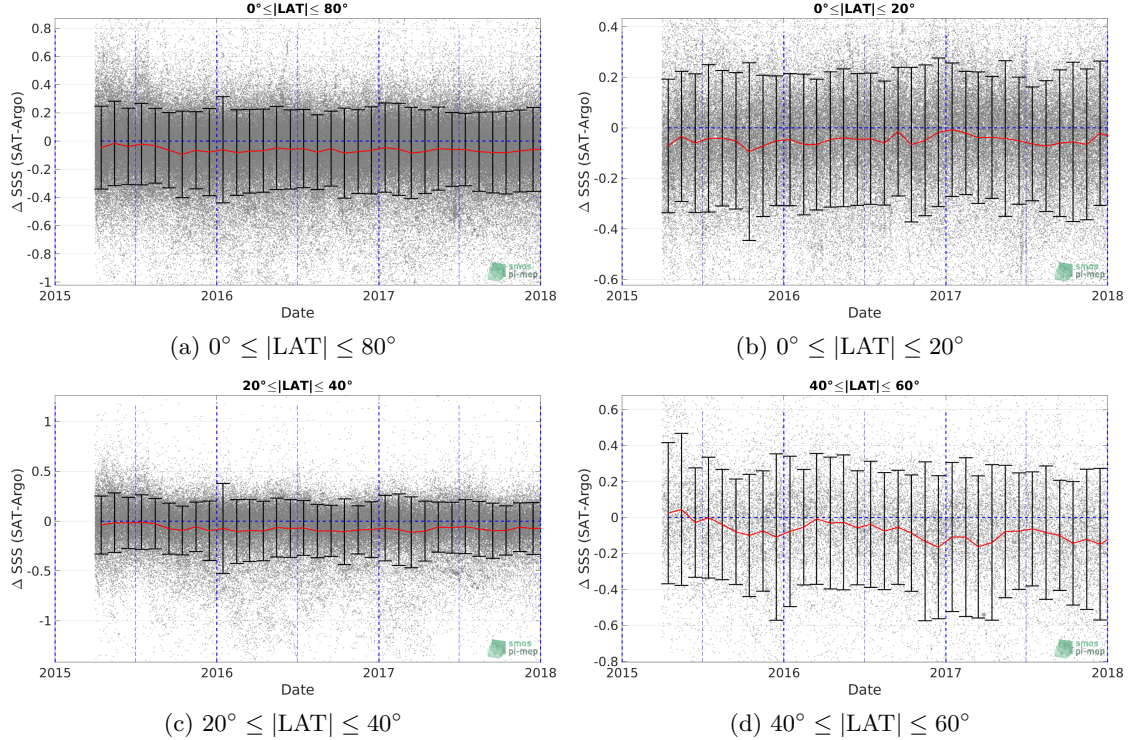 0°≤|LAT|≤ 80°
Δ SSS (SAT-Argo)
0.8
0.6
0.4
0.2
0
-0.2
-0.4
-0.6
-0.8
-1
2015
2016
2017
2018
Date
smos
pi-mep
(a) 0° ≤ |LAT| ≤ 80°
0°≤|LAT|≤ 20°
Δ SSS (SAT-Argo)
0.4
0.2
0
-0.2
-0.4
-0.6
2015
2016
2017
2018
Date
smos
pi-mep
(b) 0° ≤ |LAT| ≤ 20°
20°≤|LAT|≤ 40°
Δ SSS (SAT-Argo)
1
0.5
0
-0.5
-1
2015
2016
2017
2018
Date
smos
pi-mep
(c) 20° ≤ |LAT| ≤ 40°
40°≤|LAT|≤ 60°
Δ SSS (SAT-Argo)
0.6
0.4
0.2
0
-0.2
-0.4
-0.6
-0.8
2015
2016
2017
2018
Date
smos
pi-mep
(d) 40° ≤ |LAT| ≤ 60°